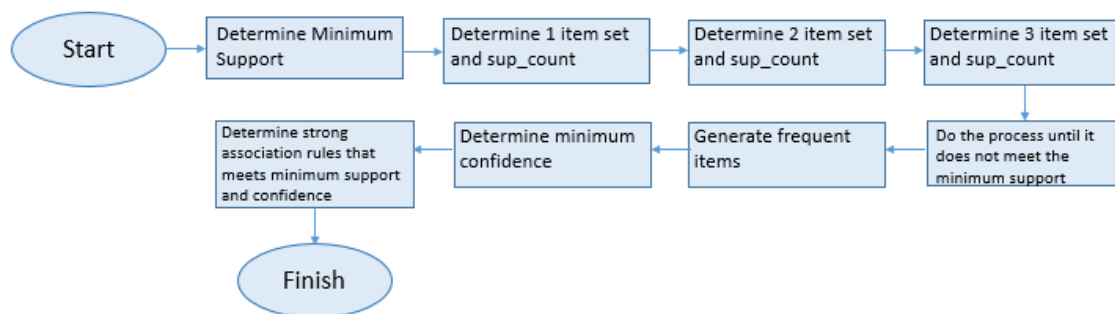 Start
Determine Minimum
Support
Determine 1 item set
and sup_count
Determine 2 item set
and sup_count
Determine 3 item set
and sup_count
Do the process until it
does not meet the
minimum support
Generate frequent
items
Determine minimum
confidence
Determine strong
association rules that
meets minimum support
and confidence
Finish